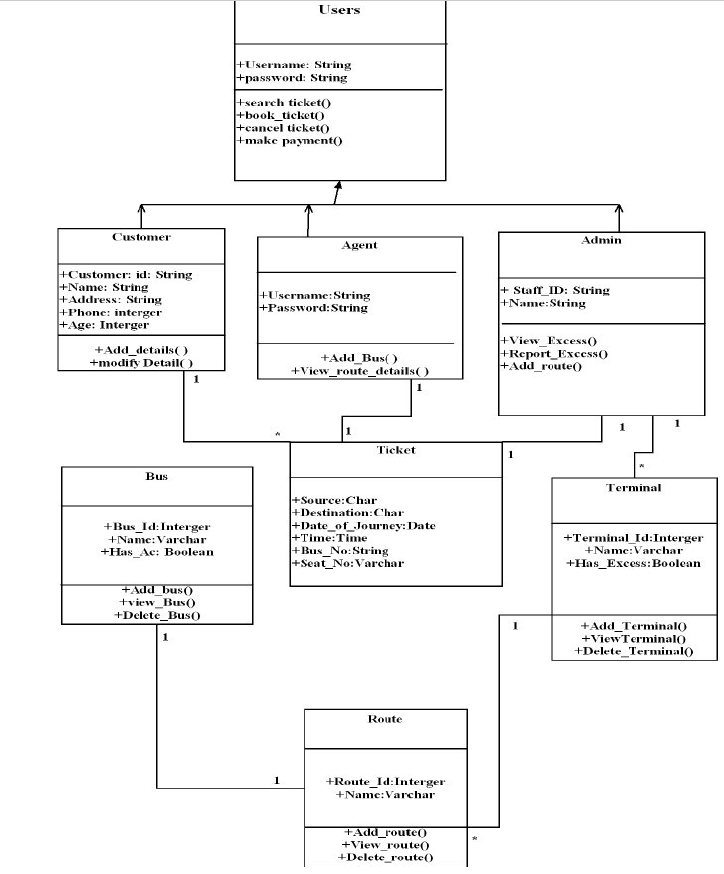 Users
+Username: String
+password: String
+search ticket()
+book_ticket()
+cancel ticket()
+make payment()
Customer
+Customer: id: String
+Name: String
+Address: String
+Phone: interger
+Age: Interger
+Add_details( )
+modify Detail( )
1
Agent
+Username:String
+Password:String
+Add_Bus( )
+View_route_details( )
1
Admin
+ Staff_ID: String
+Name:String
+View_Excess()
+Report_Excess()
+Add_route()
1
1
*
1
1
*
Ticket
+Source:Char
+Destination:Char
+Date_of_Journey:Date
+Time:Time
+Bus_No:String
+Seat_No:Varchar
Bus
+Bus_Id:Interger
+Name:Varchar
+Has_Ac: Boolean
+Add_bus()
+view_Bus()
+Delete_Bus()
1
Terminal
+Terminal_Id:Interger
+Name:Varchar
+Has_Excess:Boolean
+Add_Terminal()
+ViewTerminal()
+Delete_Terminal()
1
1
Route
+Route_Id:Interger
+Name:Varchar
+Add_route()
+View_route()
+Delete_route()
*